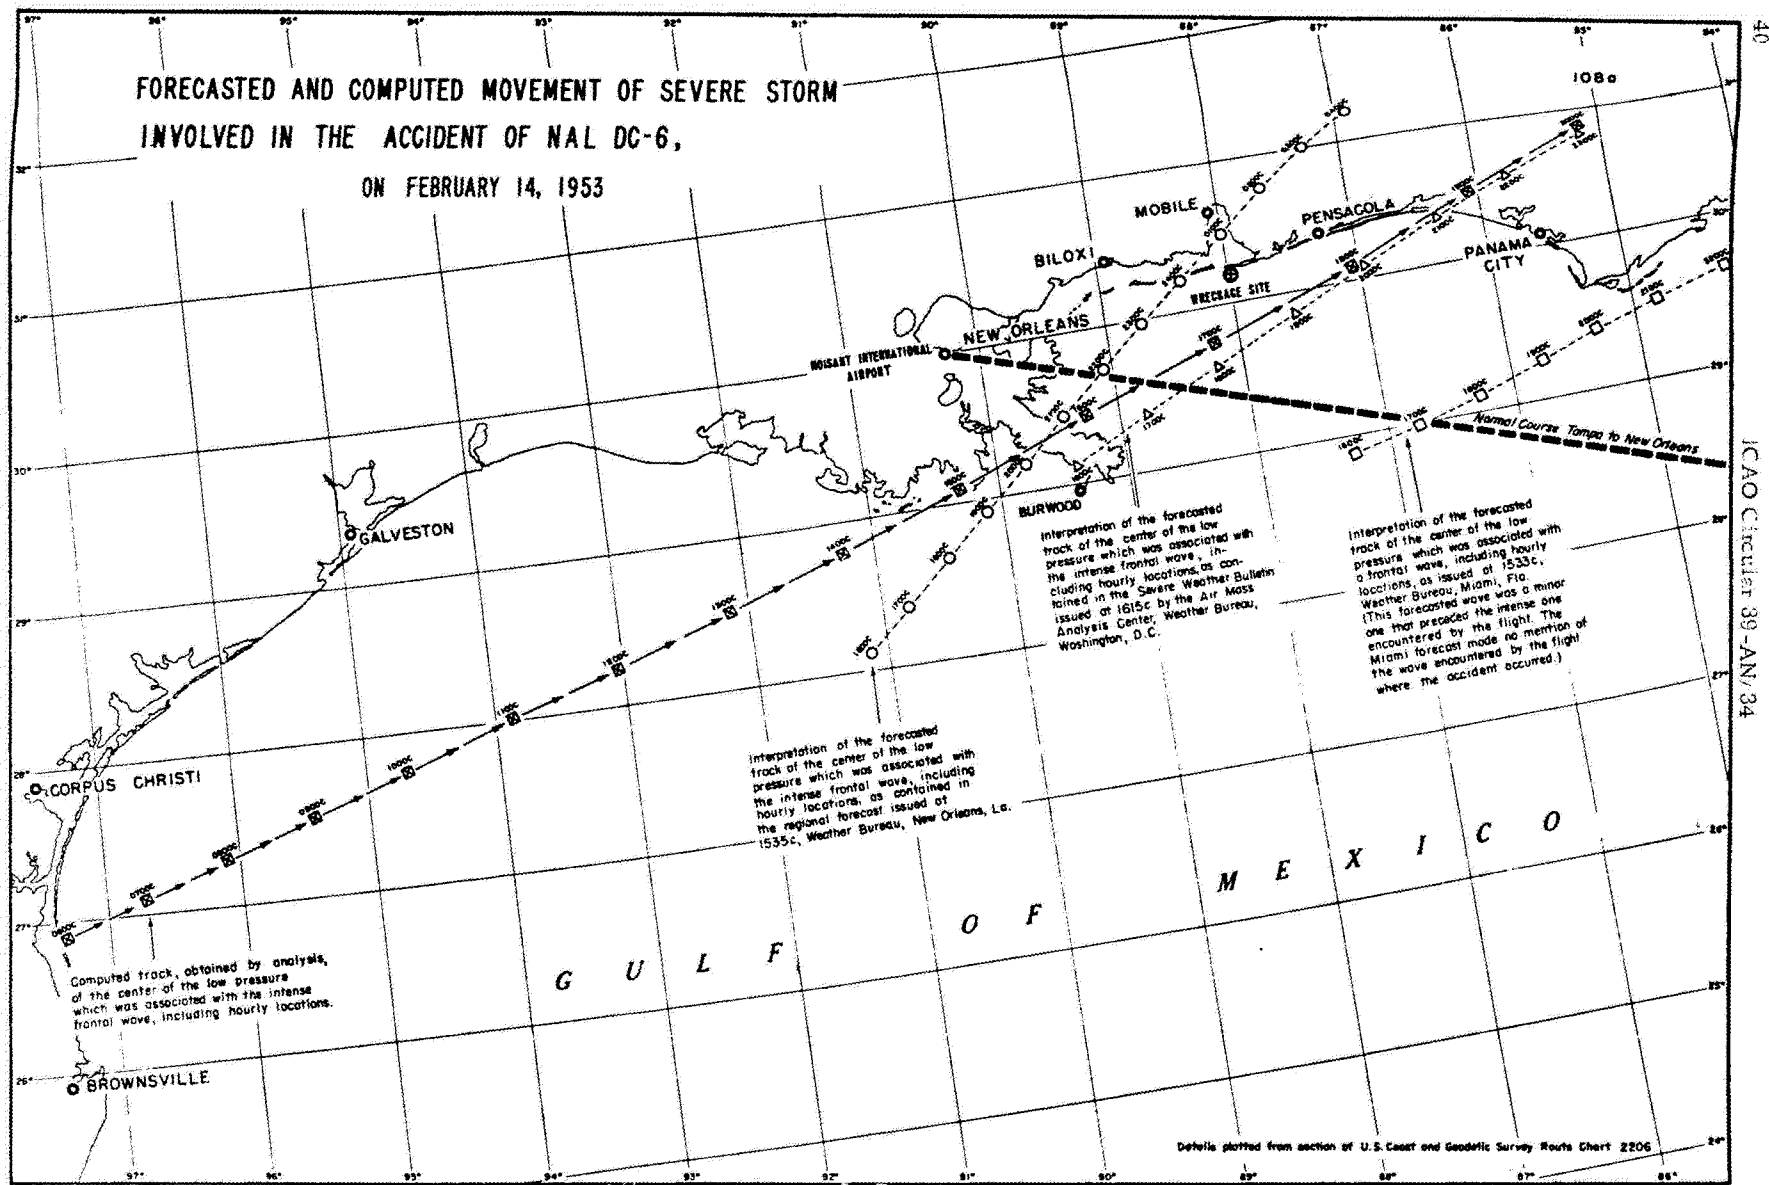 40
108a
FORECASTED AND COMPUTED MOVEMENT OF SEVERE STORM
INVOLVED IN THE ACCIDENT OF NAL DC-6,
ON FEBRUARY 14, 1953
MOBILE
PENSACOLA
BILOXI
PANAMA
CITY
WRECKAGE SITE
NEW ORLEANS
MOISANT INTERNATIONAL
AIRPORT
Normal Course Tampa to New Orleans
BURWOOD
GALVESTON
CORPUS CHRISTI
BROWNSVILLE
Interpretation of the forecasted
track of the center of the low
pressure which was associated with
the intense frontal wave, in-
cluding hourly locations, as con-
tained in the Severe Weather Bulletin
issued at 1615c by the Air Mass
Analysis Center, Weather Bureau,
Washington, D.C.
Interpretation of the forecasted
track of the center of the low
pressure which was associated with
a frontal wave, including hourly
locations, as issued at 1533c,
Weather Bureau, Miami, Fla.
(This forecasted wave was a minor
one that preceded the intense one
encountered by the flight. The
Miami forecast made no mention of
the wave encountered by the flight
where the accident occurred.)
Interpretation of the forecasted
track of the center of the low
pressure which was associated with
the intense frontal wave, including
hourly locations, as contained in
the regional forecast issued at
1535c, Weather Bureau, New Orleans, La.
Computed track, obtained by analysis,
of the center of the low pressure
which was associated with the intense
frontal wave, including hourly locations.
GULF OF MEXICO
Details plotted from section of U.S. Coast and Geodetic Survey Route Chart 2206
ICAO Circular 39-AN/34